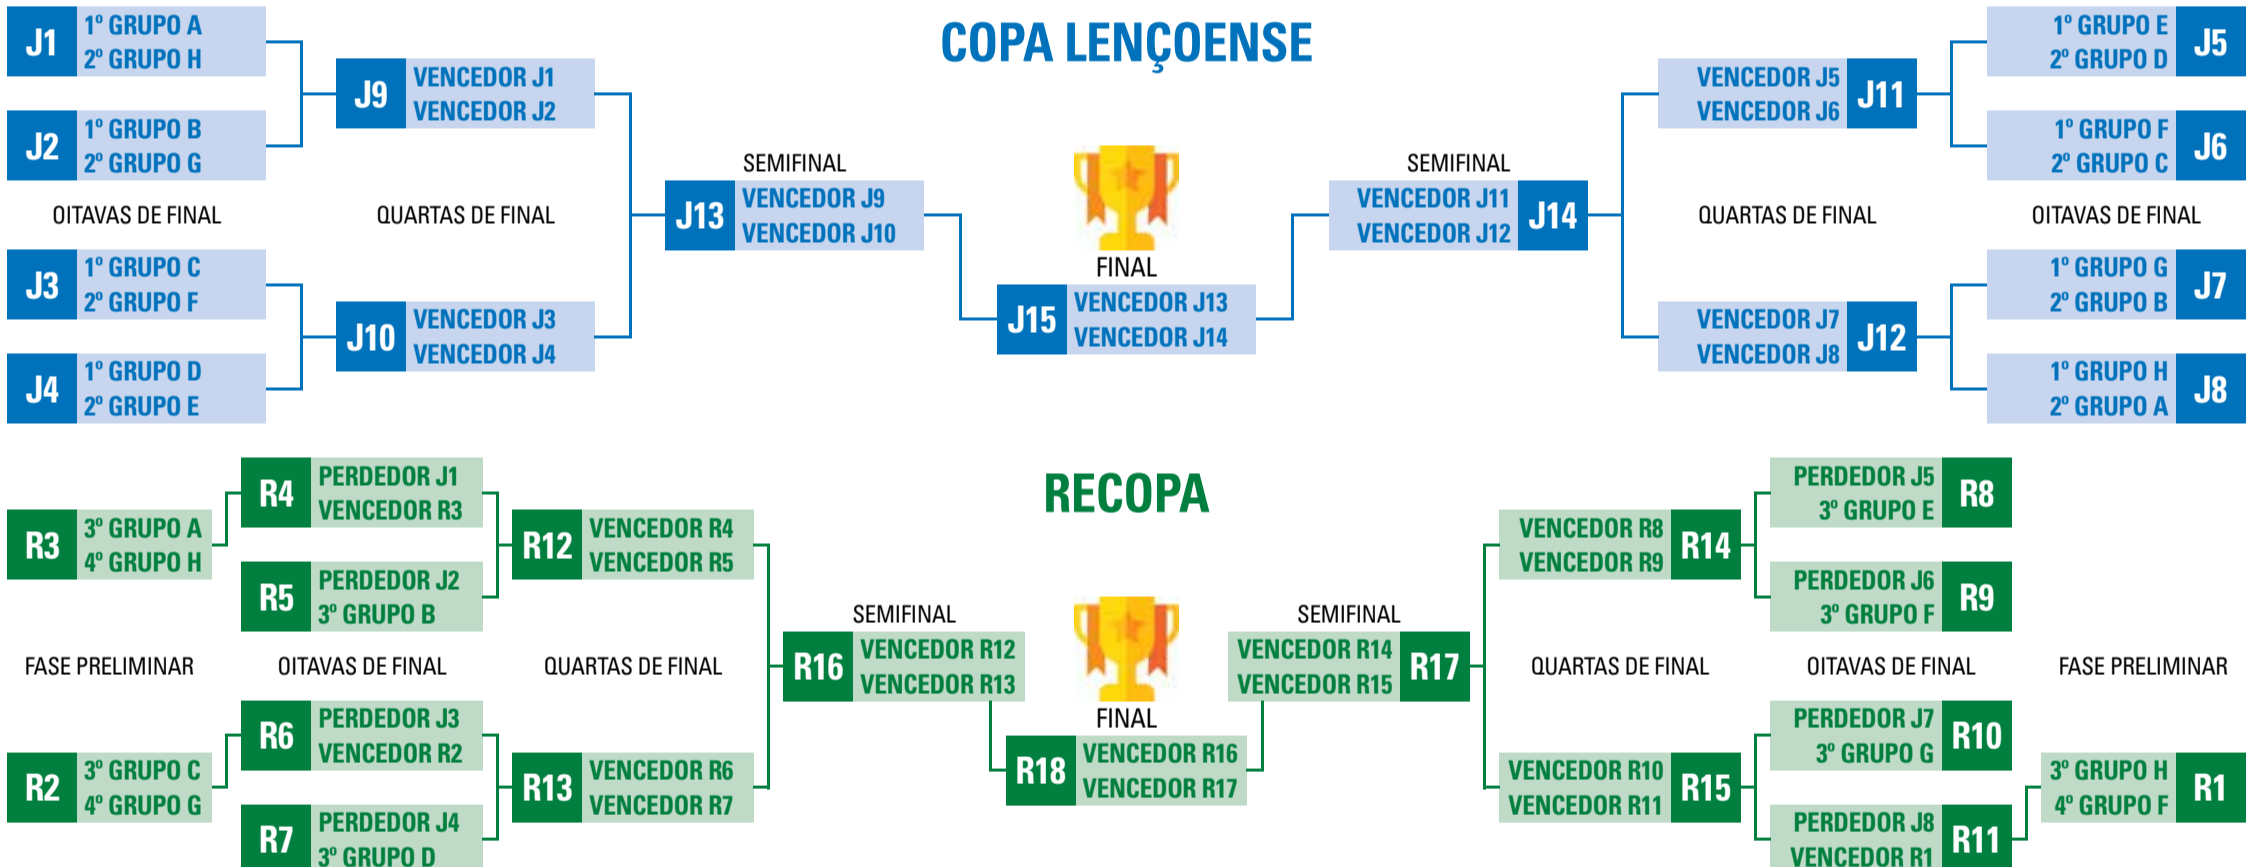 COPA LENÇOENSE
J1
1º GRUPO A
2º GRUPO H
J2
1º GRUPO B
2º GRUPO G
OITAVAS DE FINAL
J3
1º GRUPO C
2º GRUPO F
J4
1º GRUPO D
2º GRUPO E
J9
VENCEDOR J1
VENCEDOR J2
QUARTAS DE FINAL
J10
VENCEDOR J3
VENCEDOR J4
SEMIFINAL
J13
VENCEDOR J9
VENCEDOR J10
FINAL
J15
VENCEDOR J13
VENCEDOR J14
SEMIFINAL
VENCEDOR J11
VENCEDOR J12
J14
VENCEDOR J5
VENCEDOR J6
J11
QUARTAS DE FINAL
VENCEDOR J7
VENCEDOR J8
J12
1º GRUPO E
2º GRUPO D
J5
1º GRUPO F
2º GRUPO C
J6
OITAVAS DE FINAL
1º GRUPO G
2º GRUPO B
J7
1º GRUPO H
2º GRUPO A
J8
RECOPA
R3
3º GRUPO A
4º GRUPO H
FASE PRELIMINAR
R2
3º GRUPO C
4º GRUPO G
R4
PERDEDOR J1
VENCEDOR R3
R5
PERDEDOR J2
3º GRUPO B
OITAVAS DE FINAL
R6
PERDEDOR J3
VENCEDOR R2
R7
PERDEDOR J4
3º GRUPO D
R12
VENCEDOR R4
VENCEDOR R5
QUARTAS DE FINAL
R13
VENCEDOR R6
VENCEDOR R7
SEMIFINAL
R16
VENCEDOR R12
VENCEDOR R13
FINAL
R18
VENCEDOR R16
VENCEDOR R17
SEMIFINAL
VENCEDOR R14
VENCEDOR R15
R17
VENCEDOR R8
VENCEDOR R9
R14
QUARTAS DE FINAL
VENCEDOR R10
VENCEDOR R11
R15
PERDEDOR J5
3º GRUPO E
R8
PERDEDOR J6
3º GRUPO F
R9
OITAVAS DE FINAL
PERDEDOR J7
3º GRUPO G
R10
PERDEDOR J8
VENCEDOR R1
R11
FASE PRELIMINAR
3º GRUPO H
4º GRUPO F
R1